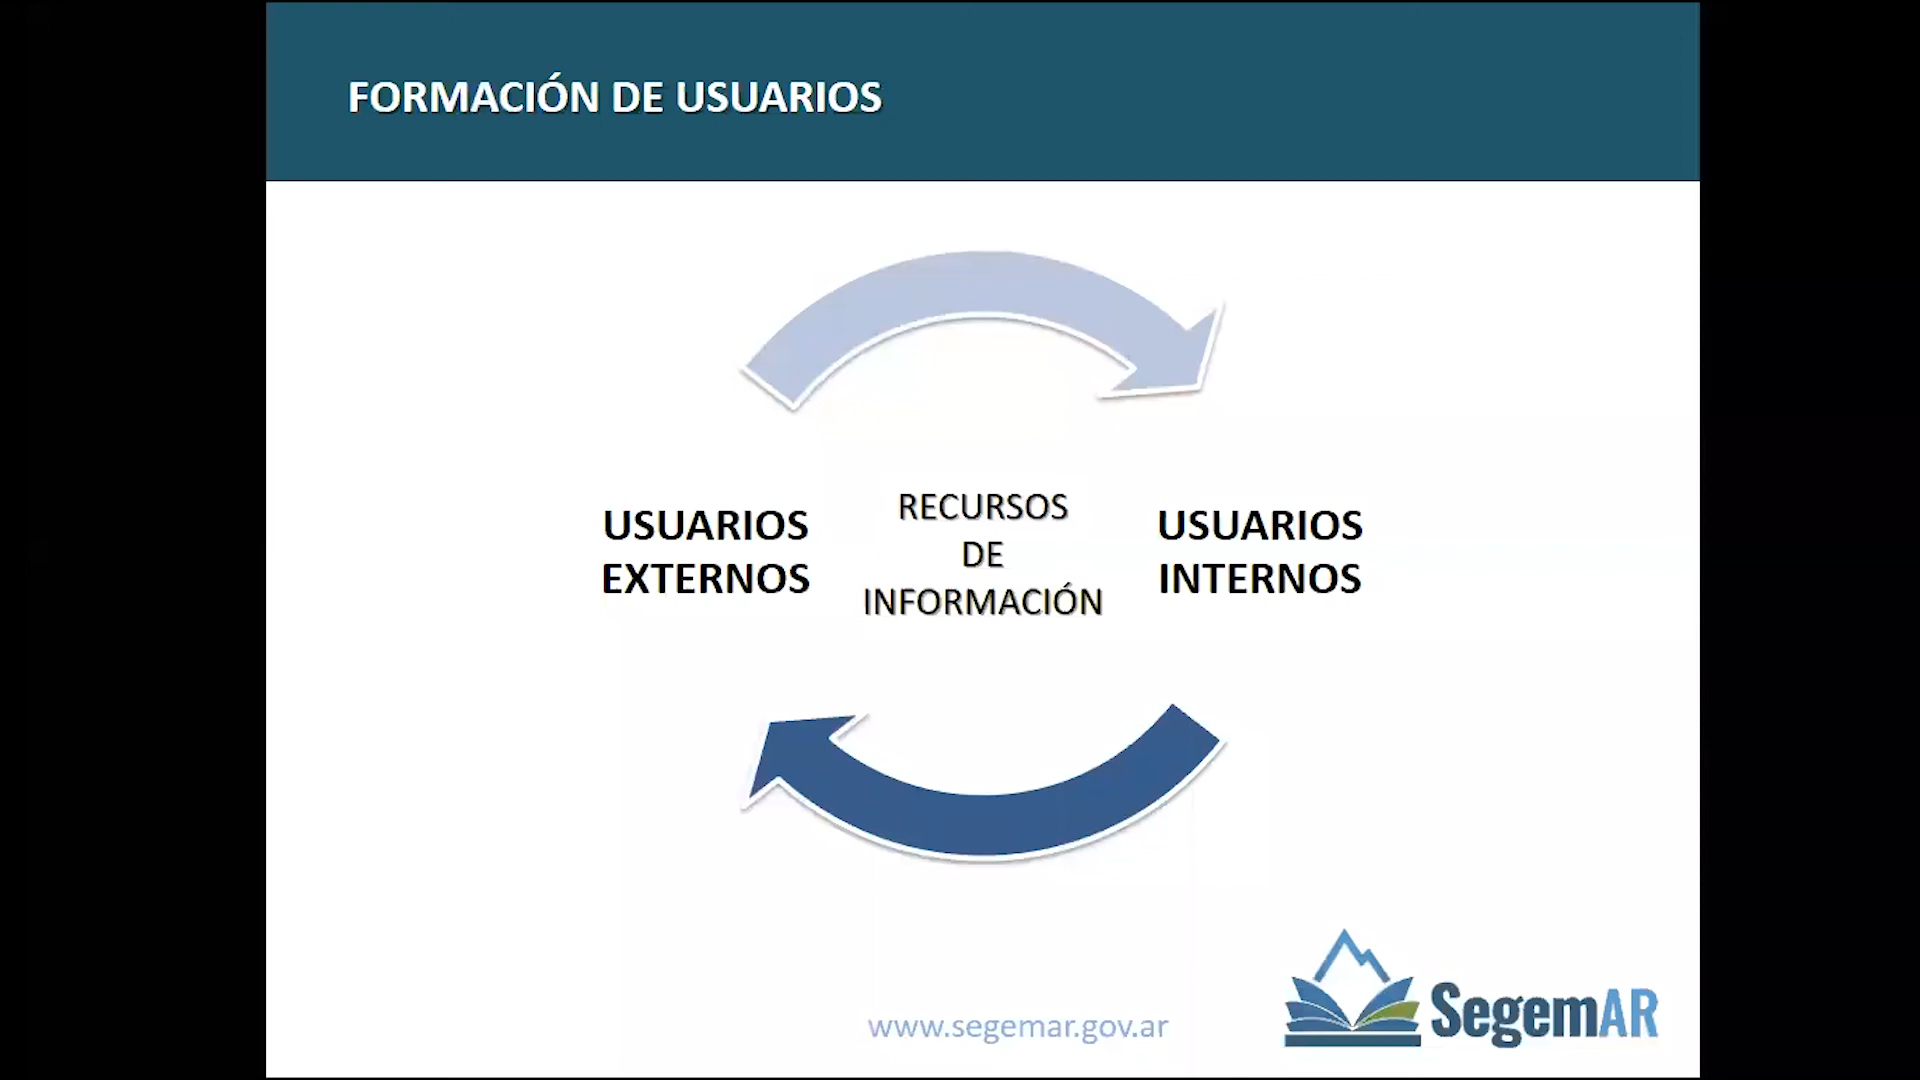 FORMACIÓN DE USUARIOS
USUARIOS
EXTERNOS
RECURSOS
DE
INFORMACIÓN
USUARIOS
INTERNOS
www.segemar.gov.ar
SegemAR